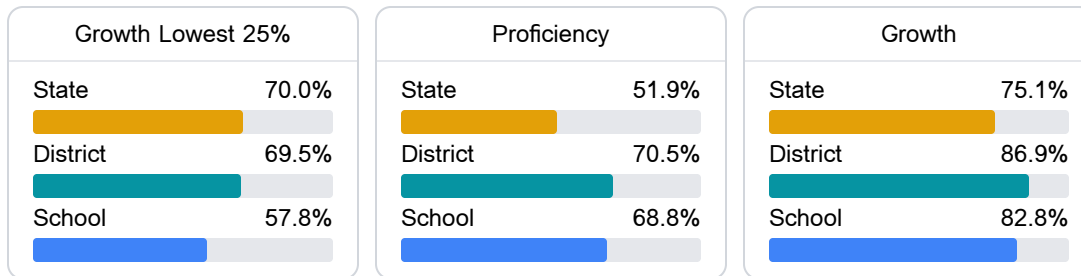 Growth Lowest 25%
State 70.0%
District 69.5%
School 57.8%
Proficiency
State 51.9%
District 70.5%
School 68.8%
Growth
State 75.1%
District 86.9%
School 82.8%